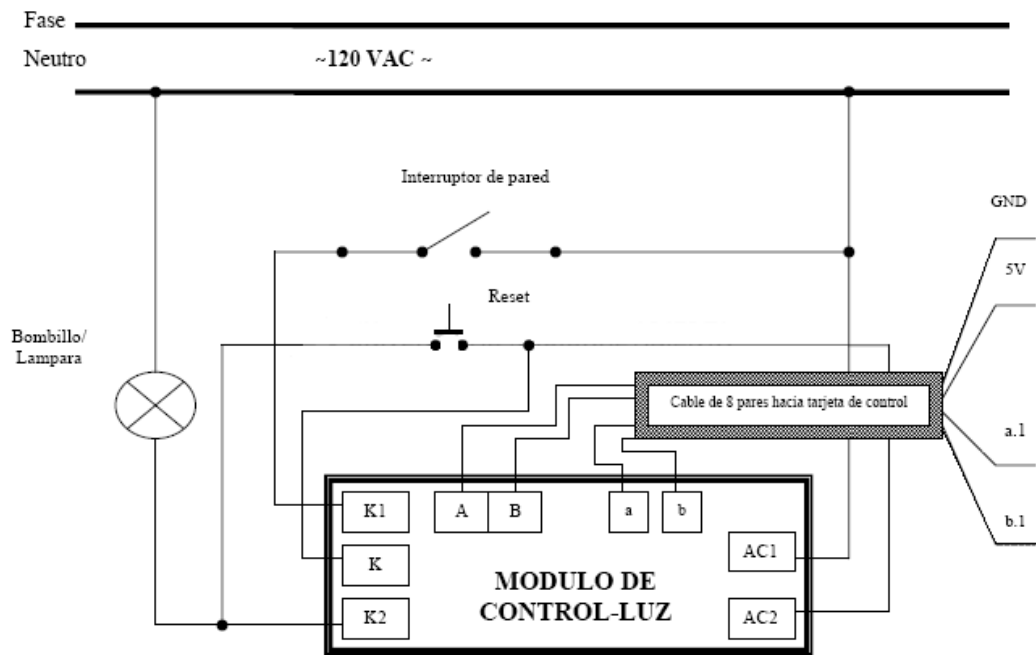 Fase
Neutro
~120 VAC ~
Interruptor de pared
GND
5V
Reset
Bombillo/
Lampara
Cable de 8 pares hacia tarjeta de control
a.1
b.1
K1
A
B
a
b
K
AC1
MODULO DE
CONTROL-LUZ
K2
AC2